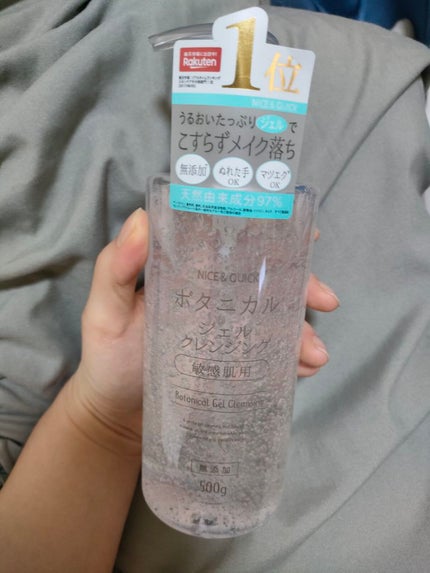 Rakuten
1位
NICE & QUICK
うるおいたっぷりジェルで
こすらずメイク落ち
無添加
ぬれた手OK
マツエクOK
天然由来成分97%
NICE & QUICK
ボタニカル
ジェル
クレンジング
敏感肌用
Botanical Gel Cleansing
無添加
500g